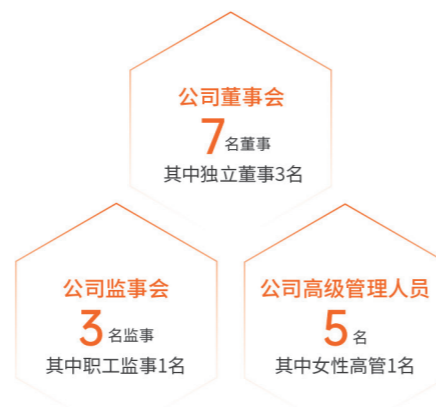 公司董事会
7名董事
其中独立董事3名
公司监事会
3名监事
其中职工监事1名
公司高级管理人员
5名
其中女性高管1名